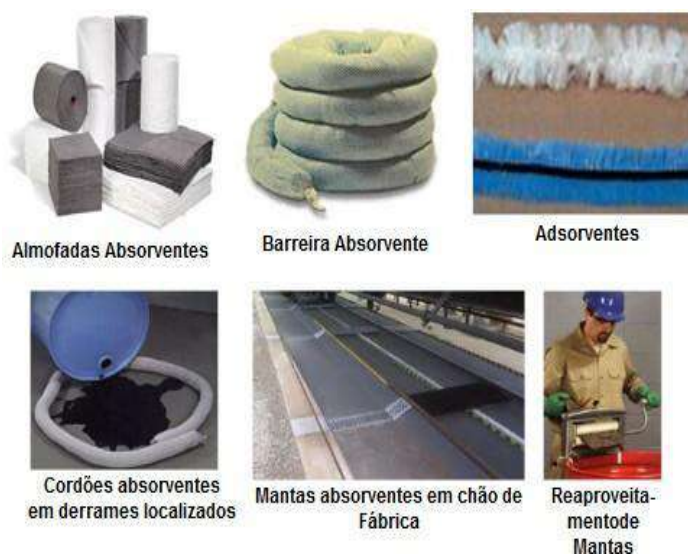 Almofadas Absorventes
Barreira Absorvente
Adsorventes
Cordões absorventes
em derrames localizados
Mantas absorventes em chão de
Fábrica
Reaproveita-
mentode
Mantas